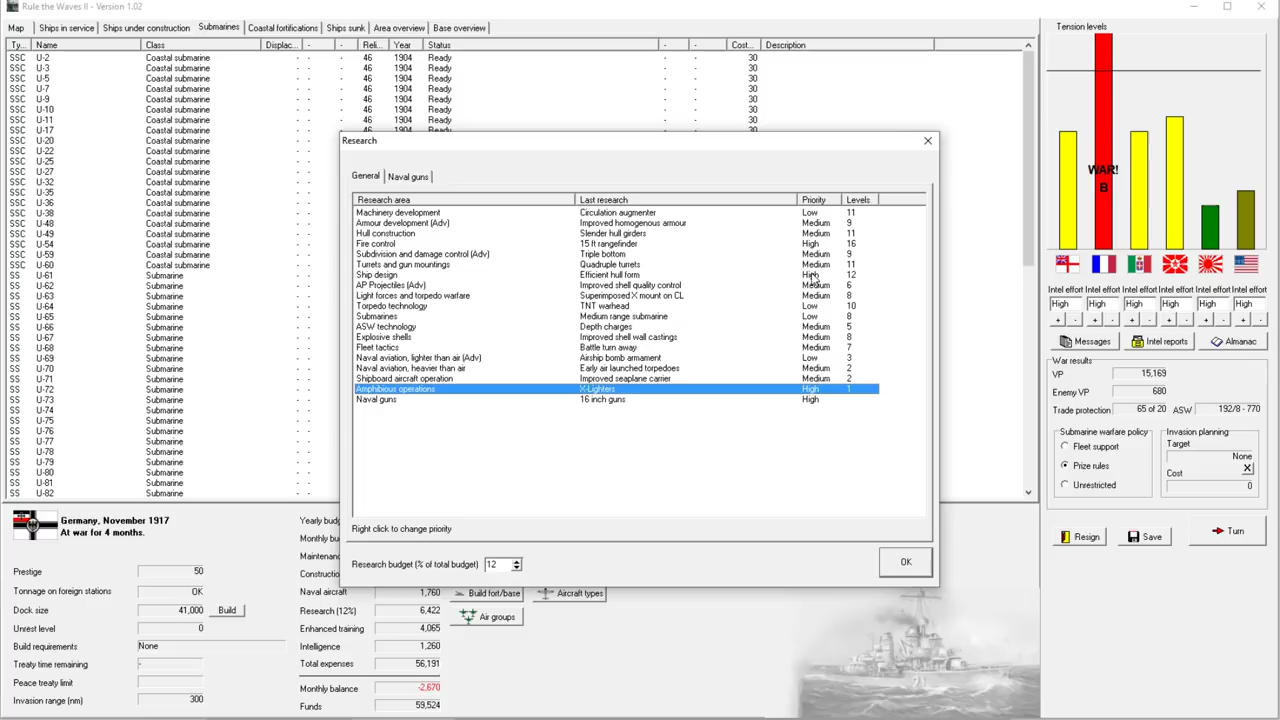 Rule the Waves II - Version 1.02
Map Ships in service Ships under construction Submarines Coastal fortifications Ships sunk Area overview Base overview
Ty... Name Class Displac... - - Reli... Year Status - - Cost... Description
SSC U-2 Coastal submarine - - 46 1904 Ready - - 30
SSC U-3 Coastal submarine - - 46 1904 Ready - - 30
SSC U-5 Coastal submarine - - 46 1904 Ready - - 30
SSC U-7 Coastal submarine - - 46 1904 Ready - - 30
SSC U-9 Coastal submarine - - 46 1904 Ready - - 30
SSC U-10 Coastal submarine - - 46 1904 Ready - - 30
SSC U-11 Coastal submarine - - 46 1904 Ready - - 30
SSC U-17 Coastal submarine - - 46 1904 Ready - - 30
SSC U-20 Coastal submarine - -
SSC U-22 Coastal submarine - -
SSC U-25 Coastal submarine - -
SSC U-27 Coastal submarine - -
SSC U-32 Coastal submarine - -
SSC U-35 Coastal submarine - -
SSC U-36 Coastal submarine - -
SSC U-38 Coastal submarine - -
SSC U-48 Coastal submarine - -
SSC U-49 Coastal submarine - -
SSC U-54 Coastal submarine - -
SSC U-59 Coastal submarine - -
SSC U-60 Coastal submarine - -
SS U-61 Submarine - -
SS U-62 Submarine - -
SS U-63 Submarine - -
SS U-64 Submarine - -
SS U-65 Submarine - -
SS U-66 Submarine - -
SS U-67 Submarine - -
SS U-68 Submarine - -
SS U-69 Submarine - -
SS U-70 Submarine - -
SS U-71 Submarine - -
SS U-72 Submarine - -
SS U-73 Submarine - -
SS U-74 Submarine - -
SS U-75 Submarine - -
SS U-76 Submarine - -
SS U-77 Submarine - -
SS U-78 Submarine - -
SS U-79 Submarine - -
SS U-80 Submarine - -
SS U-81 Submarine - -
SS U-82 Submarine - -
Research
General Naval guns
Research area Last research Priority Levels
Machinery development Circulation augmenter Low 11
Armour development (Adv) Improved homogenous armour Medium 9
Hull construction Slender hull girders Medium 11
Fire control 15 ft rangefinder High 16
Subdivision and damage control (Adv) Triple bottom Medium 9
Turrets and gun mountings Quadruple turrets Medium 11
Ship design Efficient hull form High 12
AP Projectiles (Adv) Improved shell quality control Medium 6
Light forces and torpedo warfare Superimposed X mount on CL Medium 8
Torpedo technology TNT warhead Low 10
Submarines Medium range submarine Low 8
ASW technology Depth charges Medium 5
Explosive shells Improved shell wall castings Medium 8
Fleet tactics Battle turn away Medium 7
Naval aviation, lighter than air (Adv) Airship bomb armament Low 3
Naval aviation, heavier than air Early air launched torpedoes Medium 2
Shipboard aircraft operation Improved seaplane carrier Medium 2
Amphibious operations X-Lighters High 1
Naval guns 16 inch guns High
Right click to change priority
Research budget (% of total budget) 12
OK
Tension levels
WAR!
B
Intel effort Intel effort Intel effort Intel effort Intel effort Intel effort
High High High High High High
+ - + - + - + - + - + -
Messages Intel reports Almanac
War results
VP 15,169
Enemy VP 680
Trade protection 65 of 20 ASW 192/8 - 770
Submarine warfare policy
Fleet support
Prize rules
Unrestricted
Invasion planning
Target
None
Cost X
0
Resign Save Turn
Germany, November 1917
At war for 4 months.
Prestige 50
Tonnage on foreign stations OK
Dock size 41,000 Build
Unrest level 0
Build requirements None
Treaty time remaining -
Peace treaty limit
Invasion range (nm) 300
Yearly budg
Monthly bu
Maintenanc
Constructio
Naval aircraft 1,760
Research (12%) 6,422
Enhanced training 4,065
Intelligence 1,260
Total expenses 56,191
Monthly balance -2,670
Funds 59,524
Build fort/base Aircraft types
Air groups